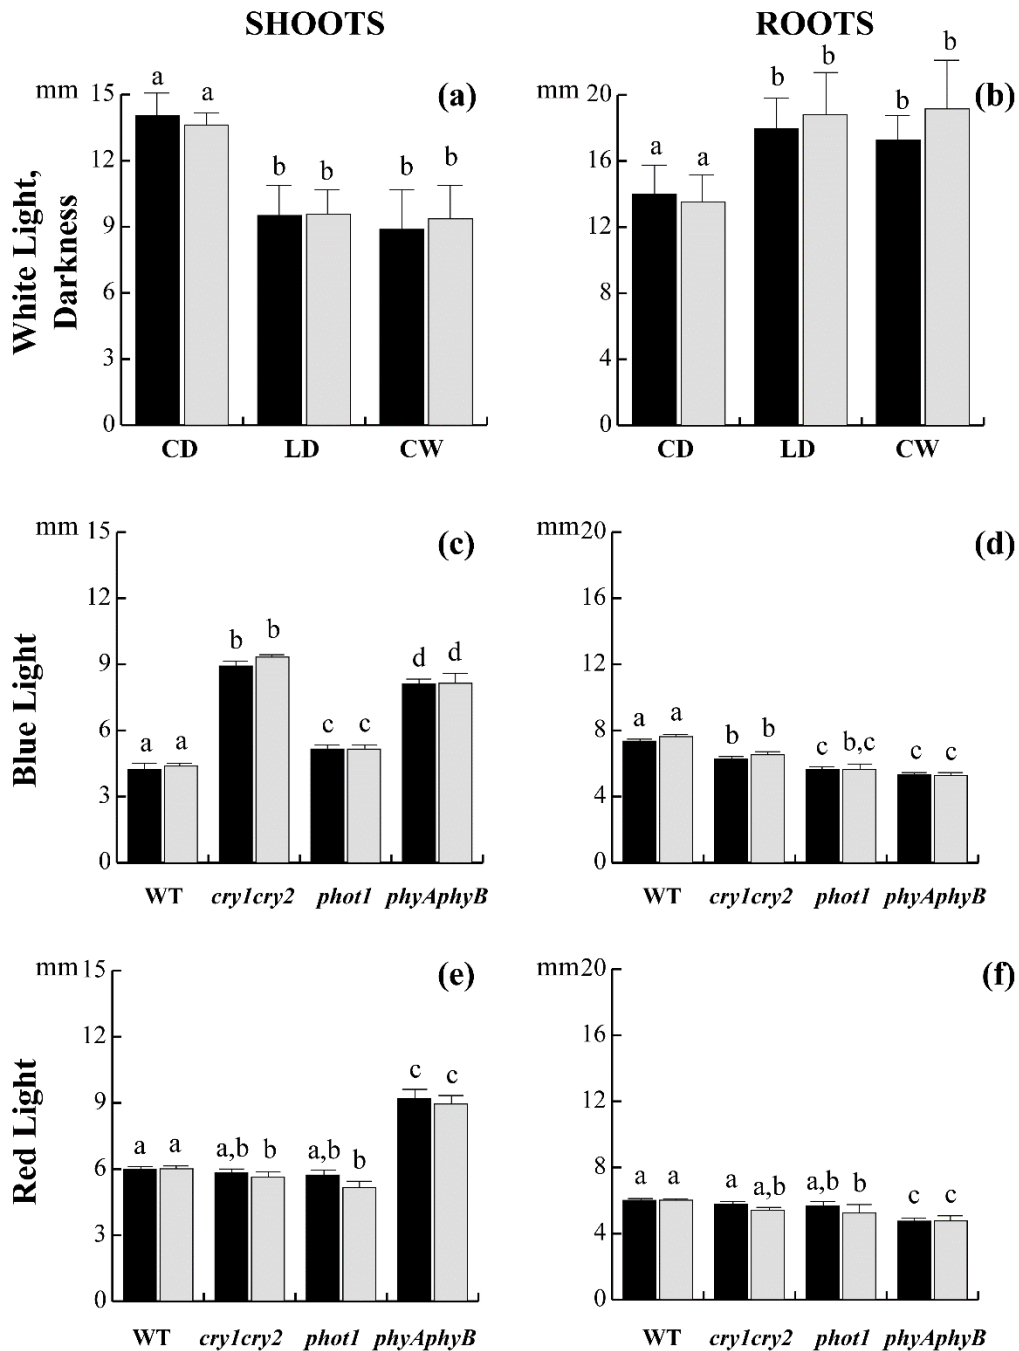 SHOOTS ROOTS
White Light,
Darkness
mm 15 (a)
a a
12
b b b b
9
6
3
0
CD LD CW
mm 20 (b)
b b b b
16
a a
12
8
4
0
CD LD CW
Blue Light
mm 15 (c)
12
b b
9
d d
6
c c
a a
3
0
WT cry1cry2 phot1 phyAphyB
mm 20 (d)
16
12
8
a a
b b
c b,c c c
4
0
WT cry1cry2 phot1 phyAphyB
Red Light
mm 15 (e)
12
c c
9
6
a a a,b b a,b b
3
0
WT cry1cry2 phot1 phyAphyB
mm 20 (f)
16
12
8
a a a a,b a,b b c c
4
0
WT cry1cry2 phot1 phyAphyB